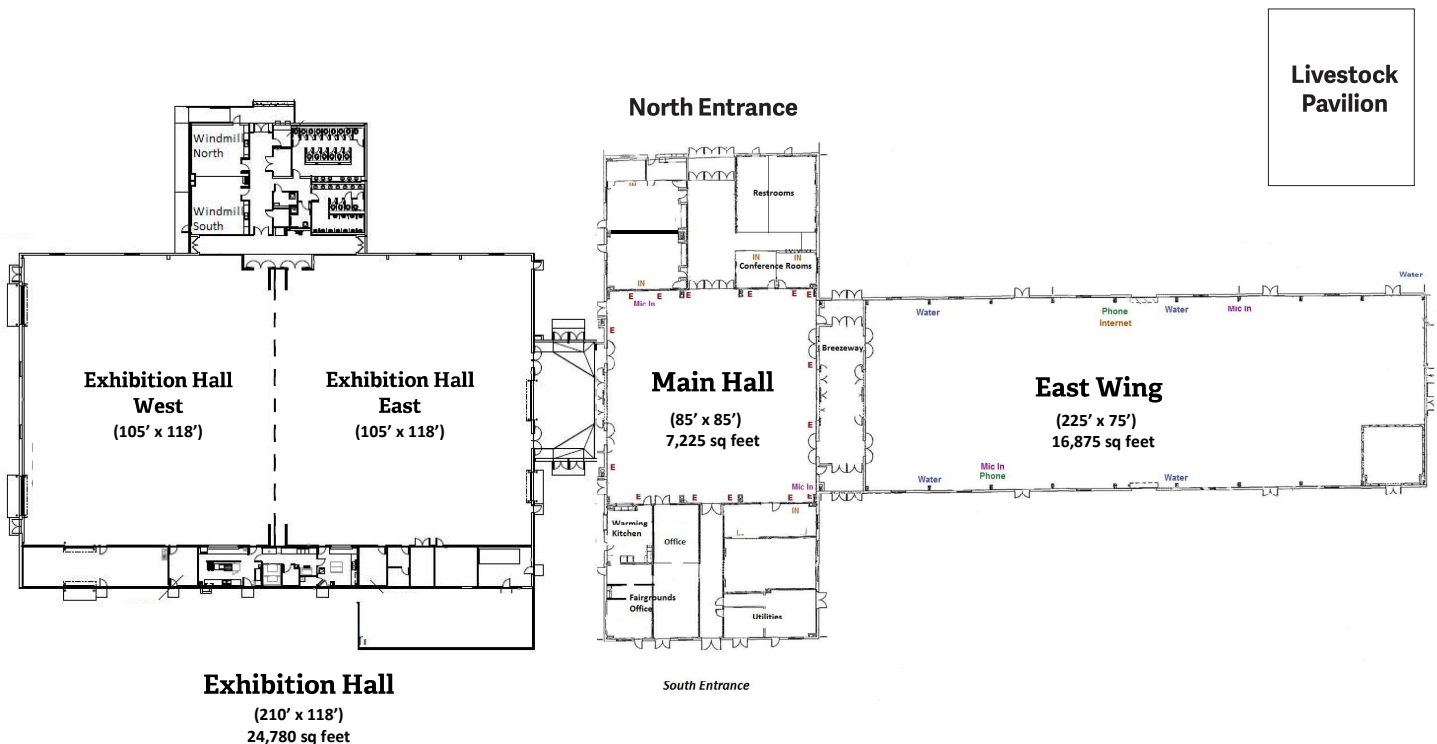 Livestock
Pavilion
North Entrance
Windmill
North
Windmill
South
Restrooms
IN
IN
IN
Conference Rooms
IN
Mic In
E
E
E
E
E
E
E
E
E
E
E
Exhibition Hall
West
(105’ x 118’)
Exhibition Hall
East
(105’ x 118’)
Main Hall
(85’ x 85’)
7,225 sq feet
Breezeway
East Wing
(225’ x 75’)
16,875 sq feet
Water
Water
Phone
Internet
Water
Mic In
Water
Mic In
Phone
Water
Mic In
E
E
E
E
E
IN
Warming
Kitchen
Office
Fairgrounds
Office
Utilities
South Entrance
Exhibition Hall
(210’ x 118’)
24,780 sq feet